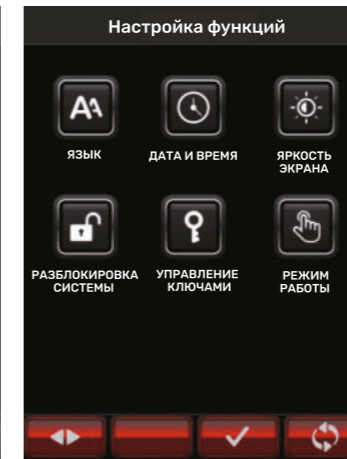 Настройка функций
ЯЗЫК
ДАТА И ВРЕМЯ
ЯРКОСТЬ
ЭКРАНА
РАЗБЛОКИРОВКА
СИСТЕМЫ
УПРАВЛЕНИЕ
КЛЮЧАМИ
РЕЖИМ
РАБОТЫ